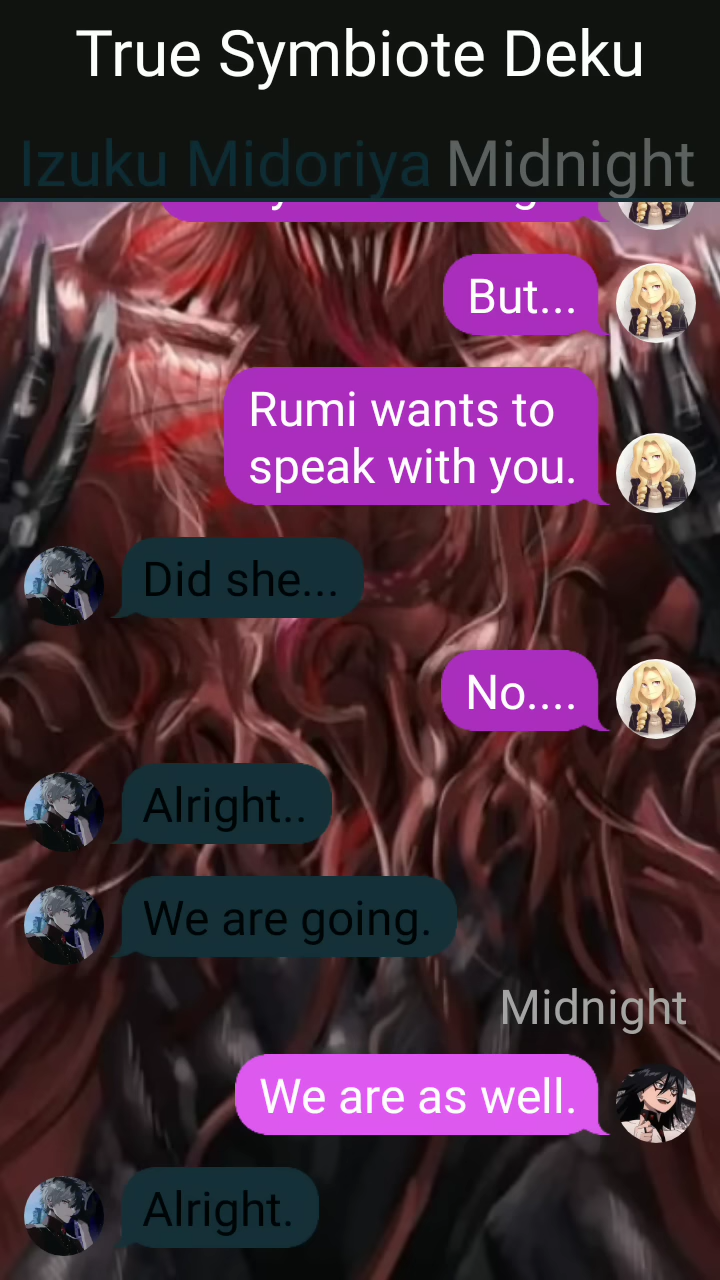 True Symbiote Deku
Izuku Midoriya Midnight
But...
Rumi wants to
speak with you.
Did she...
No....
Alright..
We are going.
Midnight
We are as well.
Alright.